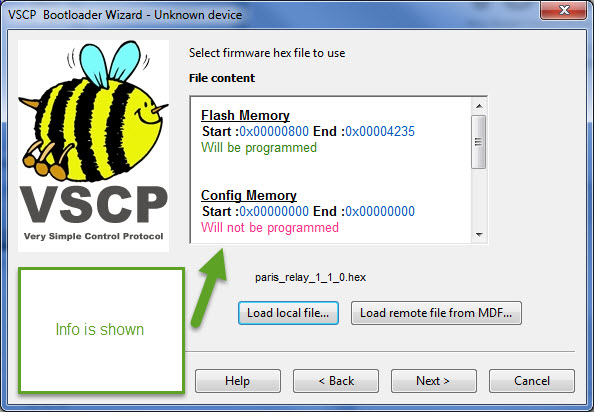 VSCP Bootloader Wizard - Unknown device
Select firmware hex file to use
File content
Flash Memory
Start :0x00000800 End :0x00004235
Will be programmed
Config Memory
Start :0x00000000 End :0x00000000
Will not be programmed
VSCP
Very Simple Control Protocol
paris_relay_1_1_0.hex
Info is shown
Load local file...
Load remote file from MDF...
Help
< Back
Next >
Cancel